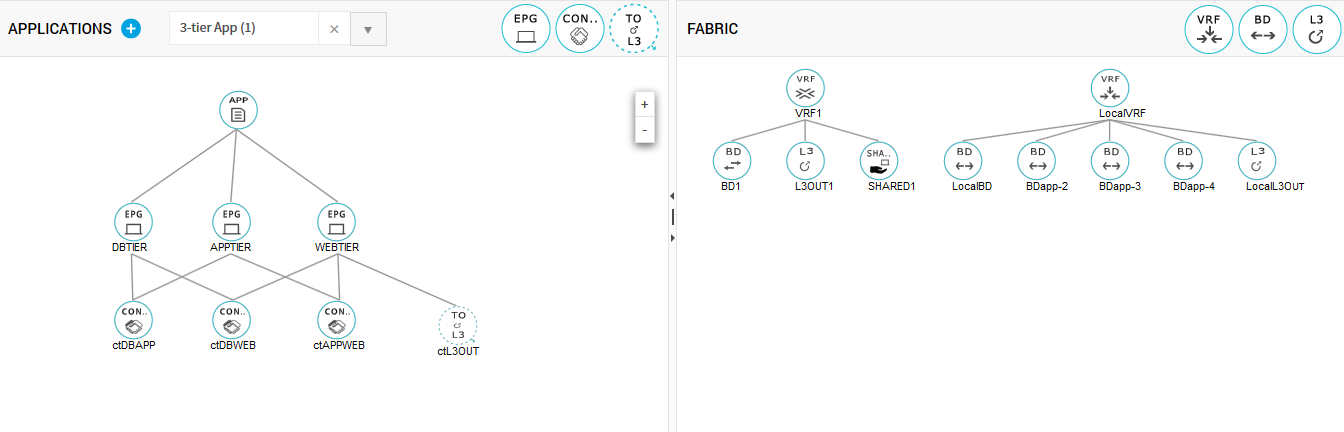 APPLICATIONS
3-tier App (1)
EPG
CON..
TO
L3
FABRIC
VRF
BD
L3
APP
+
-
EPG
DBTIER
EPG
APPTIER
EPG
WEBTIER
CON..
ctDBAPP
CON..
ctDBWEB
CON..
ctAPPWEB
TO
L3
ctL3OUT
VRF
VRF1
BD
BD1
L3
L3OUT1
SHA..
SHARED1
VRF
LocalVRF
BD
LocalBD
BD
BDapp-2
BD
BDapp-3
BD
BDapp-4
L3
LocalL3Out